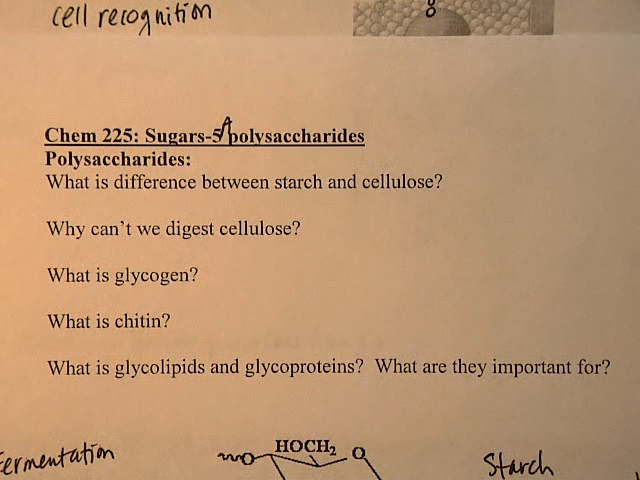 cell recognition
Chem 225: Sugars-5A polysaccharides
Polysaccharides:
What is difference between starch and cellulose?
Why can't we digest cellulose?
What is glycogen?
What is chitin?
What is glycolipids and glycoproteins? What are they important for?
fermentation
HOCH2
O
O
Starch